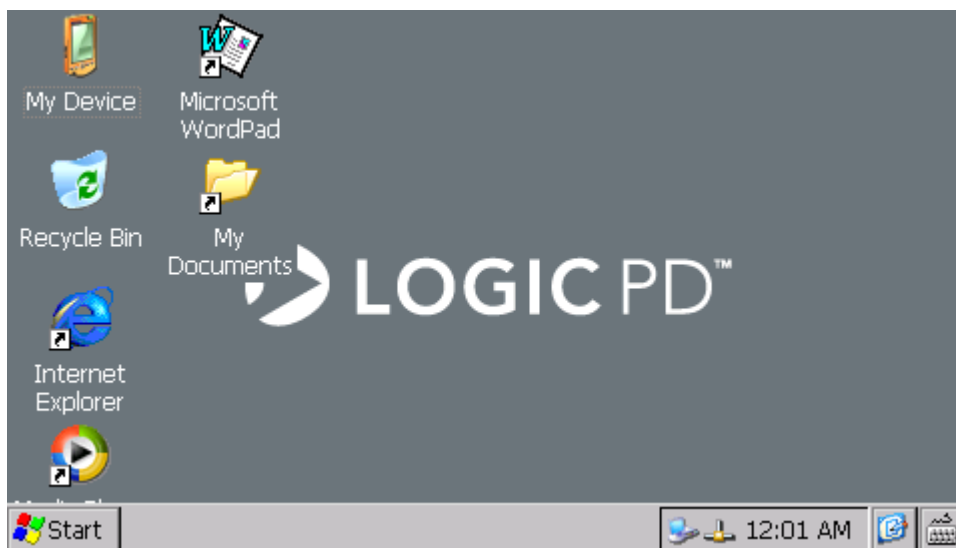 My Device
Microsoft
WordPad
Recycle Bin
My
Documents
LOGIC PD™
Internet
Explorer
Start
12:01 AM